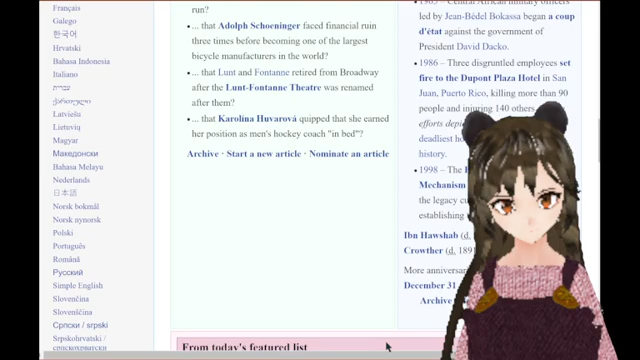 Français
Galego
한국어
Hrvatski
Bahasa Indonesia
Italiano
עברית
ქართული
Latviešu
Lietuvių
Magyar
Македонски
Bahasa Melayu
Nederlands
日本語
Norsk bokmål
Norsk nynorsk
Polski
Português
Română
Русский
Simple English
Slovenčina
Slovenščina
Српски / srpski
Srpskohrvatski /
српскохрватски
run?
... that Adolph Schoeninger faced financial ruin
three times before becoming one of the largest
bicycle manufacturers in the world?
... that Lunt and Fontanne retired from Broadway
after the Lunt-Fontanne Theatre was renamed
after them?
... that Karolina Huvarová quipped that she earned
her position as men's hockey coach "in bed"?
Archive · Start a new article · Nominate an article
From today's featured list
led by Jean-Bédel Bokassa began a coup
d'état against the government of
President David Dacko.
1986 – Three disgruntled employees set
fire to the Dupont Plaza Hotel in San
Juan, Puerto Rico, killing more than 90
people and injuring 140 others
efforts
deadliest
history.
1998 – The
Mechanism
the legacy
establishing
Ibn Hawshab (d.
Crowther (d. 189
More
December 31
Archive